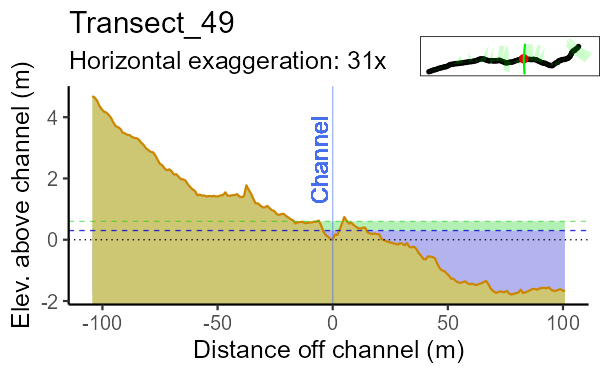 Transect_49
Horizontal exaggeration: 31x
Elev. above channel (m)
4
2
0
-2
Channel
-100
-50
0
50
100
Distance off channel (m)